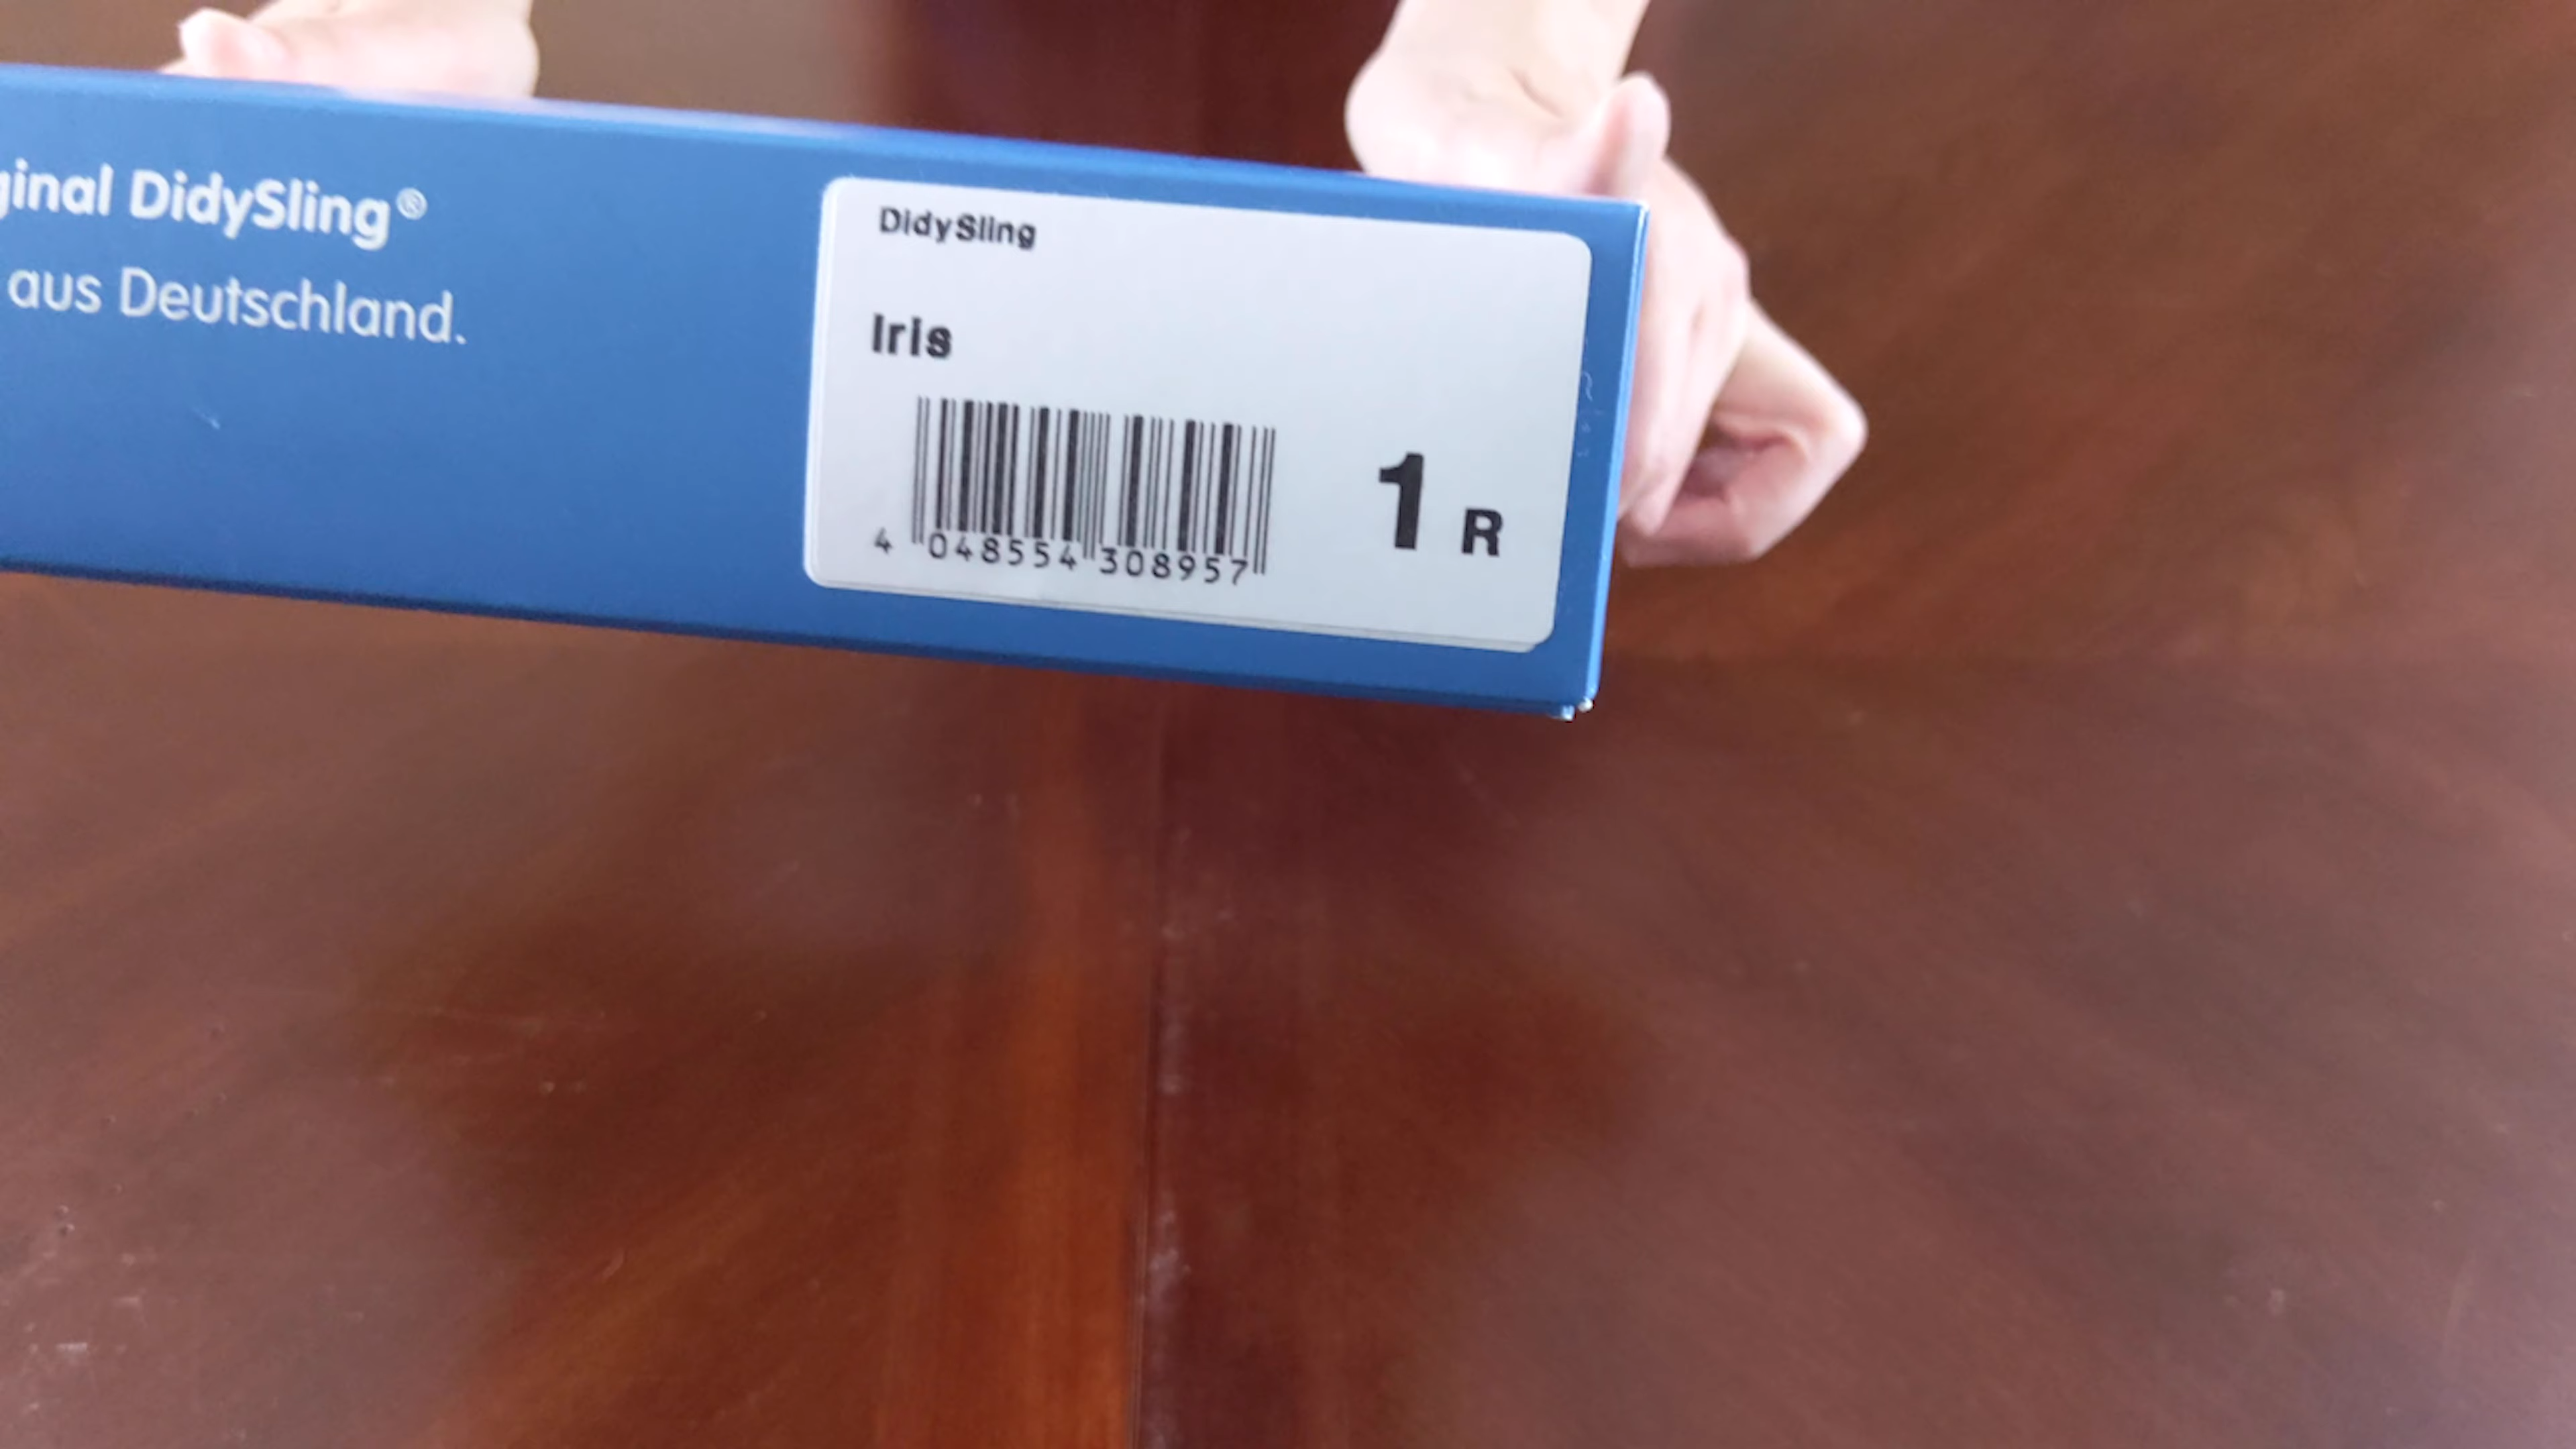 ginal DidySling®
aus Deutschland.
DidySling
Iris
4 048554 308957
1 R